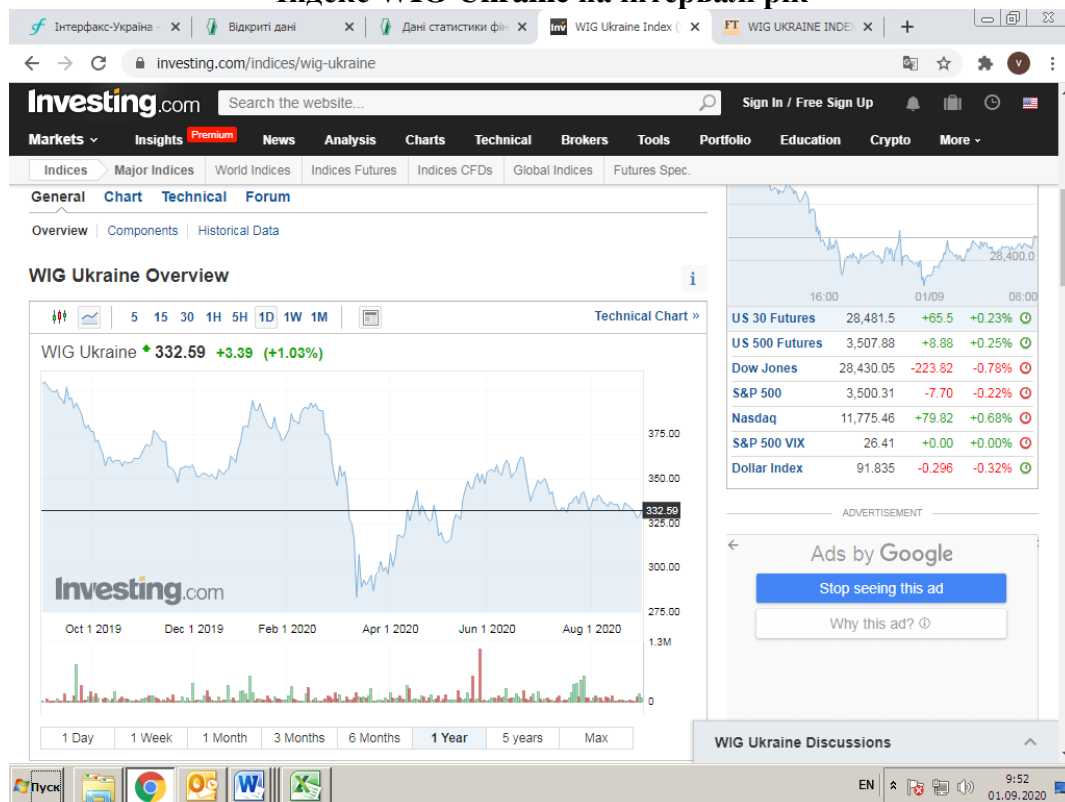 Індекс WIG-Ukraine на інтервалі рік
Інтерфакс-Україна -
Відкриті дані
Дані статистики фін
WIG Ukraine Index (
WIG UKRAINE INDE
investing.com/indices/wig-ukraine
V
Investing.com
Search the website...
Sign In / Free Sign Up
Markets
Insights Premium News Analysis Charts Technical Brokers Tools Portfolio Education Crypto More
Indices Major Indices World Indices Indices Futures Indices CFDs Global Indices Futures Spec.
General Chart Technical Forum
Overview Components Historical Data
WIG Ukraine Overview
i
5 15 30 1H 5H 1D 1W 1M
Technical Chart »
WIG Ukraine 332.59 +3.39 (+1.03%)
375.00
350.00
332.59
325.00
300.00
275.00
Investing.com
Oct 1 2019 Dec 1 2019 Feb 1 2020 Apr 1 2020 Jun 1 2020 Aug 1 2020
1.3M
0
1 Day 1 Week 1 Month 3 Months 6 Months 1 Year 5 years Max
28,400.0
16:00 01/09 08:00
US 30 Futures 28,481.5 +65.5 +0.23%
US 500 Futures 3,507.88 +8.88 +0.25%
Dow Jones 28,430.05 -223.82 -0.78%
S&P 500 3,500.31 -7.70 -0.22%
Nasdaq 11,775.46 +79.82 +0.68%
S&P 500 VIX 26.41 +0.00 +0.00%
Dollar Index 91.835 -0.296 -0.32%
ADVERTISEMENT
Ads by Google
Stop seeing this ad
Why this ad?
WIG Ukraine Discussions
Пуск
EN
9:52
01.09.2020